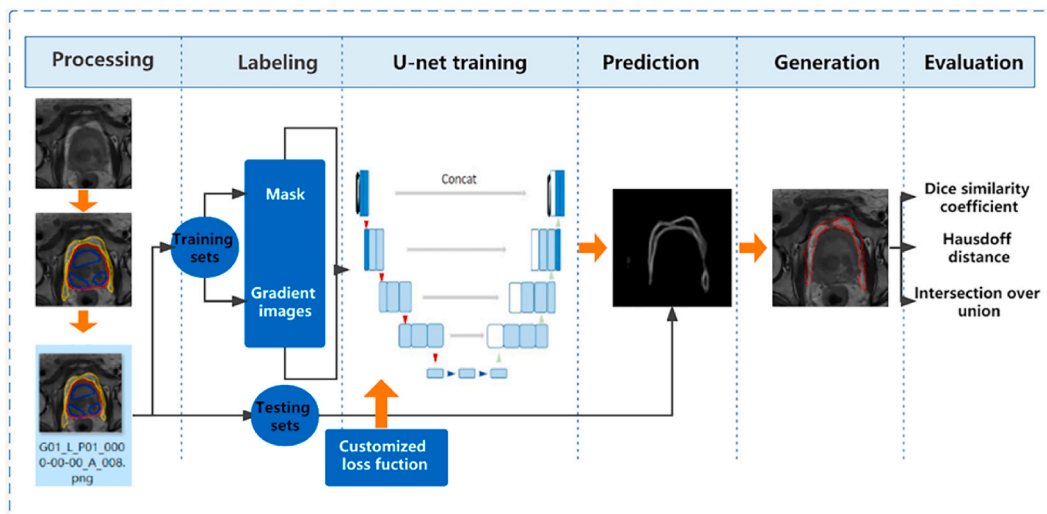 Processing
Labeling
U-net training
Prediction
Generation
Evaluation
Training
sets
Mask
Gradient
images
Concat
Dice similarity
coefficient
Hausdoff
distance
Intersection over
union
G01_L_P01_000
0-00-00_A_008.
png
Testing
sets
Customized
loss fuction